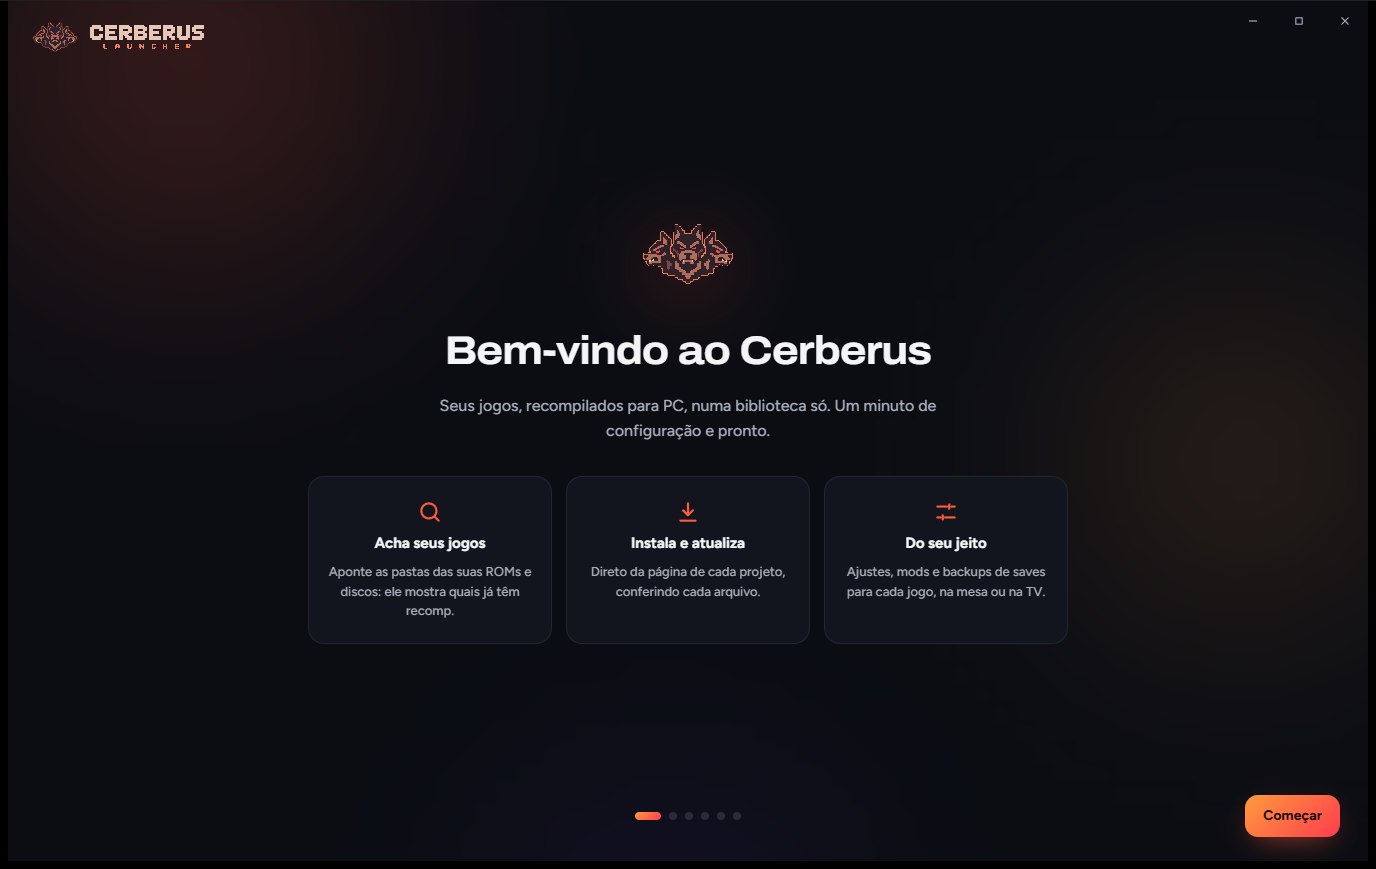 CERBERUS
LAUNCHER
Bem-vindo ao Cerberus
Seus jogos, recompilados para PC, numa biblioteca só. Um minuto de
configuração e pronto.
Acha seus jogos
Aponte as pastas das suas ROMs e
discos: ele mostra quais já têm
recomp.
Instala e atualiza
Direto da página de cada projeto,
conferindo cada arquivo.
Do seu jeito
Ajustes, mods e backups de saves
para cada jogo, na mesa ou na TV.
Começar